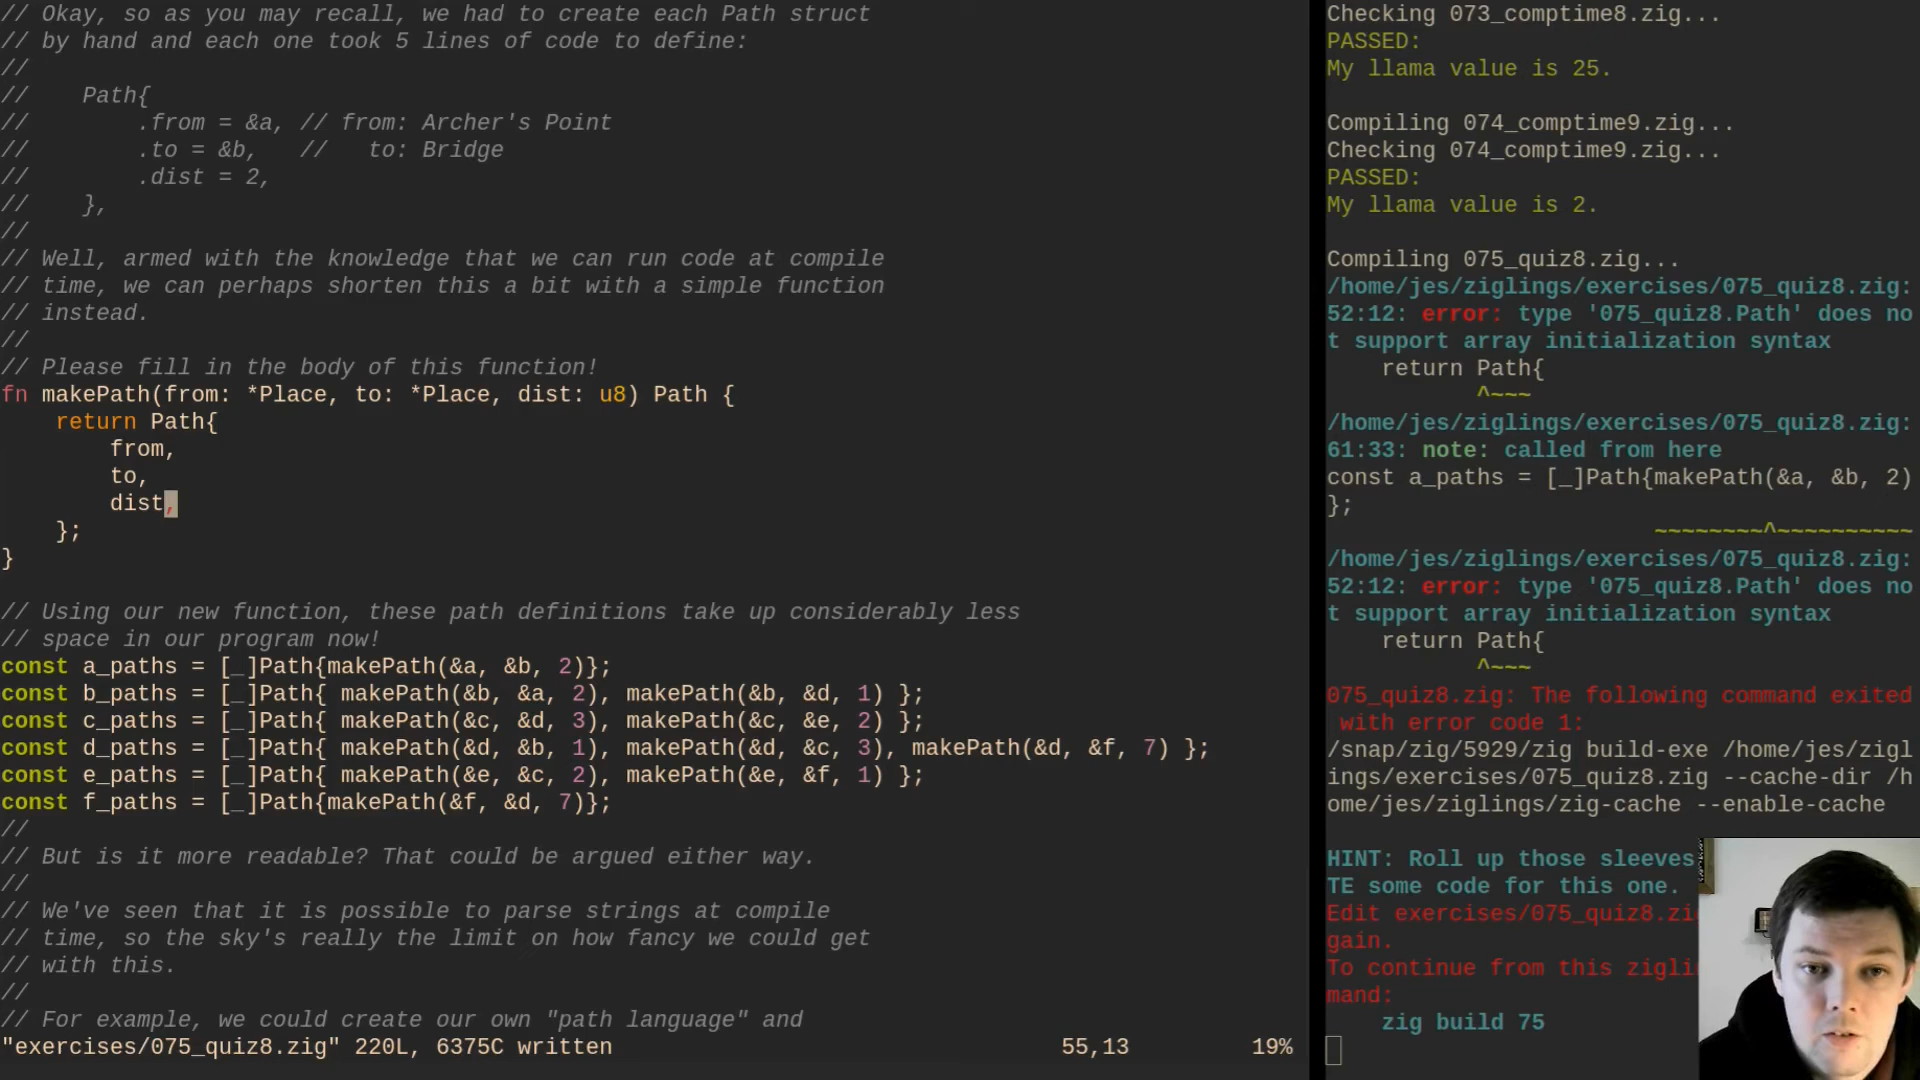 // Okay, so as you may recall, we had to create each Path struct
// by hand and each one took 5 lines of code to define:
//
//    Path{
//        .from = &a, // from: Archer's Point
//        .to = &b,   //   to: Bridge
//        .dist = 2,
//    },
//
// Well, armed with the knowledge that we can run code at compile
// time, we can perhaps shorten this a bit with a simple function
// instead.
//
// Please fill in the body of this function!
fn makePath(from: *Place, to: *Place, dist: u8) Path {
    return Path{
        from,
        to,
        dist,
    };
}
// Using our new function, these path definitions take up considerably less
// space in our program now!
const a_paths = [_]Path{makePath(&a, &b, 2)};
const b_paths = [_]Path{ makePath(&b, &a, 2), makePath(&b, &d, 1) };
const c_paths = [_]Path{ makePath(&c, &d, 3), makePath(&c, &e, 2) };
const d_paths = [_]Path{ makePath(&d, &b, 1), makePath(&d, &c, 3), makePath(&d, &f, 7) };
const e_paths = [_]Path{ makePath(&e, &c, 2), makePath(&e, &f, 1) };
const f_paths = [_]Path{makePath(&f, &d, 7)};
//
// But is it more readable? That could be argued either way.
//
// We've seen that it is possible to parse strings at compile
// time, so the sky's really the limit on how fancy we could get
// with this.
//
// For example, we could create our own "path language" and
"exercises/075_quiz8.zig" 220L, 6375C written 55,13 19%
Checking 073_comptime8.zig...
PASSED:
My llama value is 25.
Compiling 074_comptime9.zig...
Checking 074_comptime9.zig...
PASSED:
My llama value is 2.
Compiling 075_quiz8.zig...
/home/jes/ziglings/exercises/075_quiz8.zig:
52:12: error: type '075_quiz8.Path' does no
t support array initialization syntax
    return Path{
           ^~~~
/home/jes/ziglings/exercises/075_quiz8.zig:
61:33: note: called from here
const a_paths = [_]Path{makePath(&a, &b, 2)
};
                        ~~~~~~~~^~~~~~~~~~~
/home/jes/ziglings/exercises/075_quiz8.zig:
52:12: error: type '075_quiz8.Path' does no
t support array initialization syntax
    return Path{
           ^~~~
075_quiz8.zig: The following command exited
 with error code 1:
/snap/zig/5929/zig build-exe /home/jes/zigl
ings/exercises/075_quiz8.zig --cache-dir /h
ome/jes/ziglings/zig-cache --enable-cache
HINT: Roll up those sleeves
TE some code for this one.
Edit exercises/075_quiz8.zi
gain.
To continue from this zigli
mand:
    zig build 75